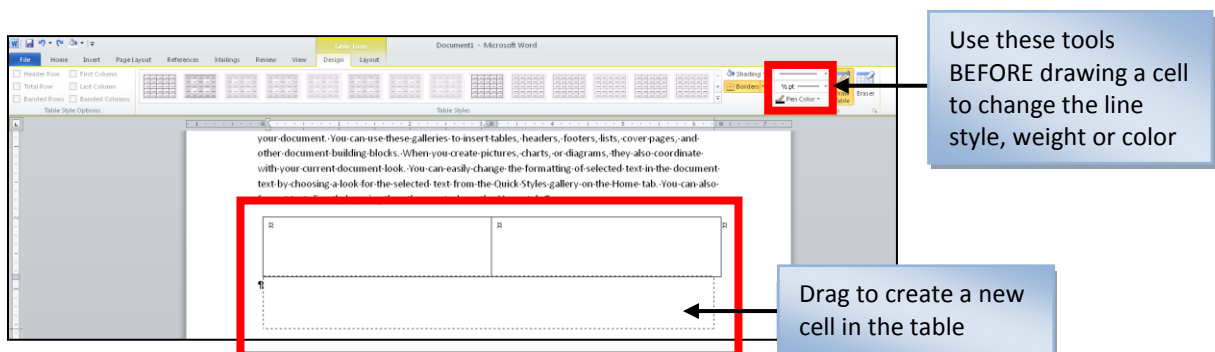 Table Tools
Document1 - Microsoft Word
File Home Insert Page Layout References Mailings Review View Design Layout
Header Row First Column
Total Row Last Column
Banded Rows Banded Columns
Table Style Options
Table Styles
Shading
Borders
½ pt
Pen Color
Table
Eraser
Use these tools
BEFORE drawing a cell
to change the line
style, weight or color
your·document.·You·can·use·these·galleries·to·insert·tables,·headers,·footers,·lists,·cover·pages,·and·
other·document·building·blocks.·When·you·create·pictures,·charts,·or·diagrams,·they·also·coordinate·
with·your·current·document·look.·You·can·easily·change·the·formatting·of·selected·text·in·the·document·
text·by·choosing·a·look·for·the·selected·text·from·the·Quick·Styles·gallery·on·the·Home·tab.·You·can·also·
Drag to create a new
cell in the table